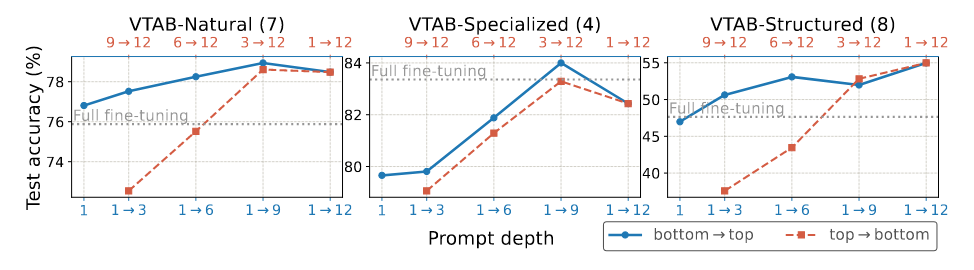 VTAB-Natural (7)
VTAB-Specialized (4)
VTAB-Structured (8)
9→12 6→12 3→12 1→12
9→12 6→12 3→12 1→12
9→12 6→12 3→12 1→12
Test accuracy (%)
78
76
74
Full fine-tuning
84
82
80
Full fine-tuning
55
50
45
40
Full fine-tuning
1 1→3 1→6 1→9 1→12
1 1→3 1→6 1→9 1→12
1 1→3 1→6 1→9 1→12
Prompt depth
bottom→top
top→bottom